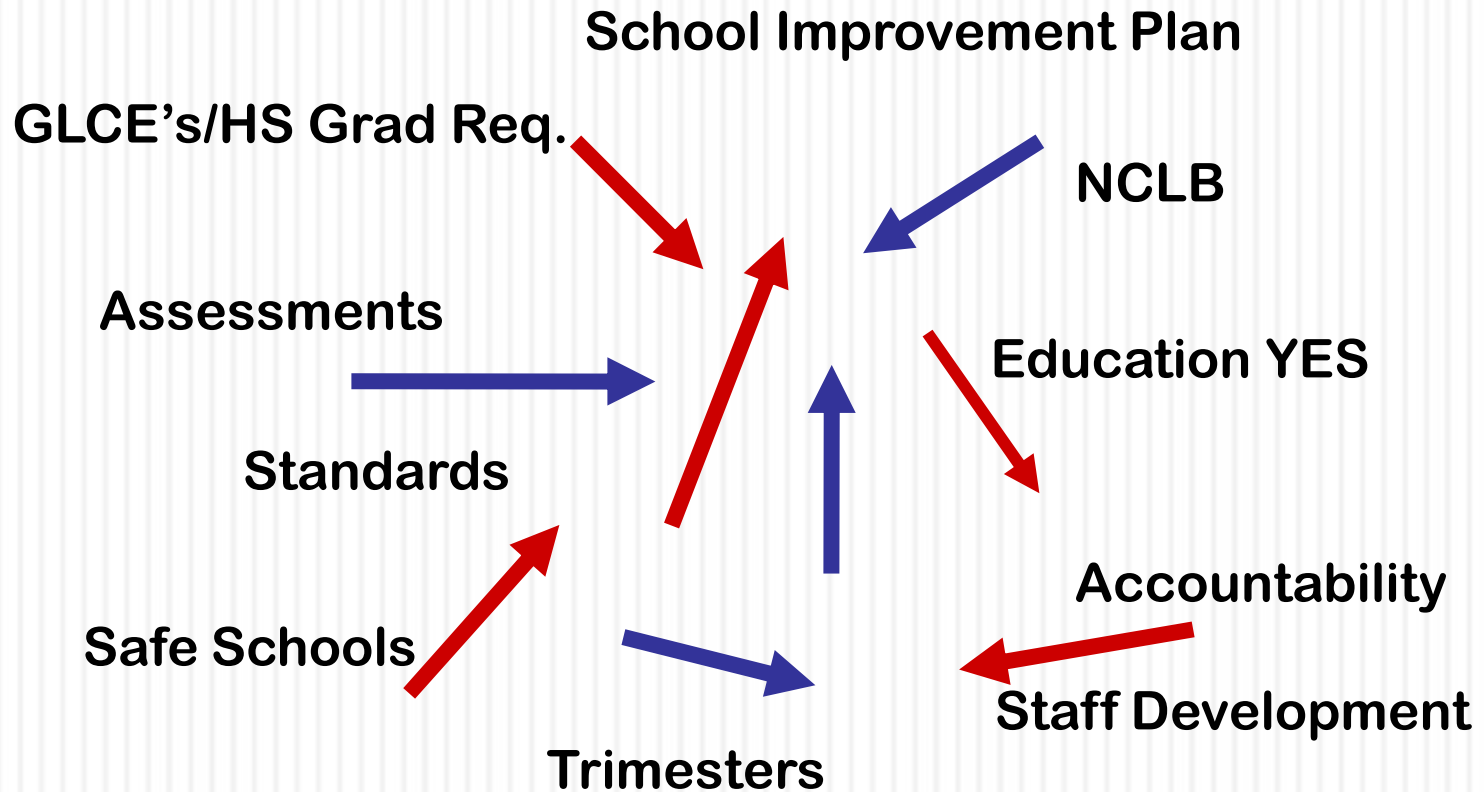 School Improvement Plan
GLCE’s/HS Grad Req.
NCLB
Assessments
Education YES
Standards
Accountability
Safe Schools
Staff Development
Trimesters